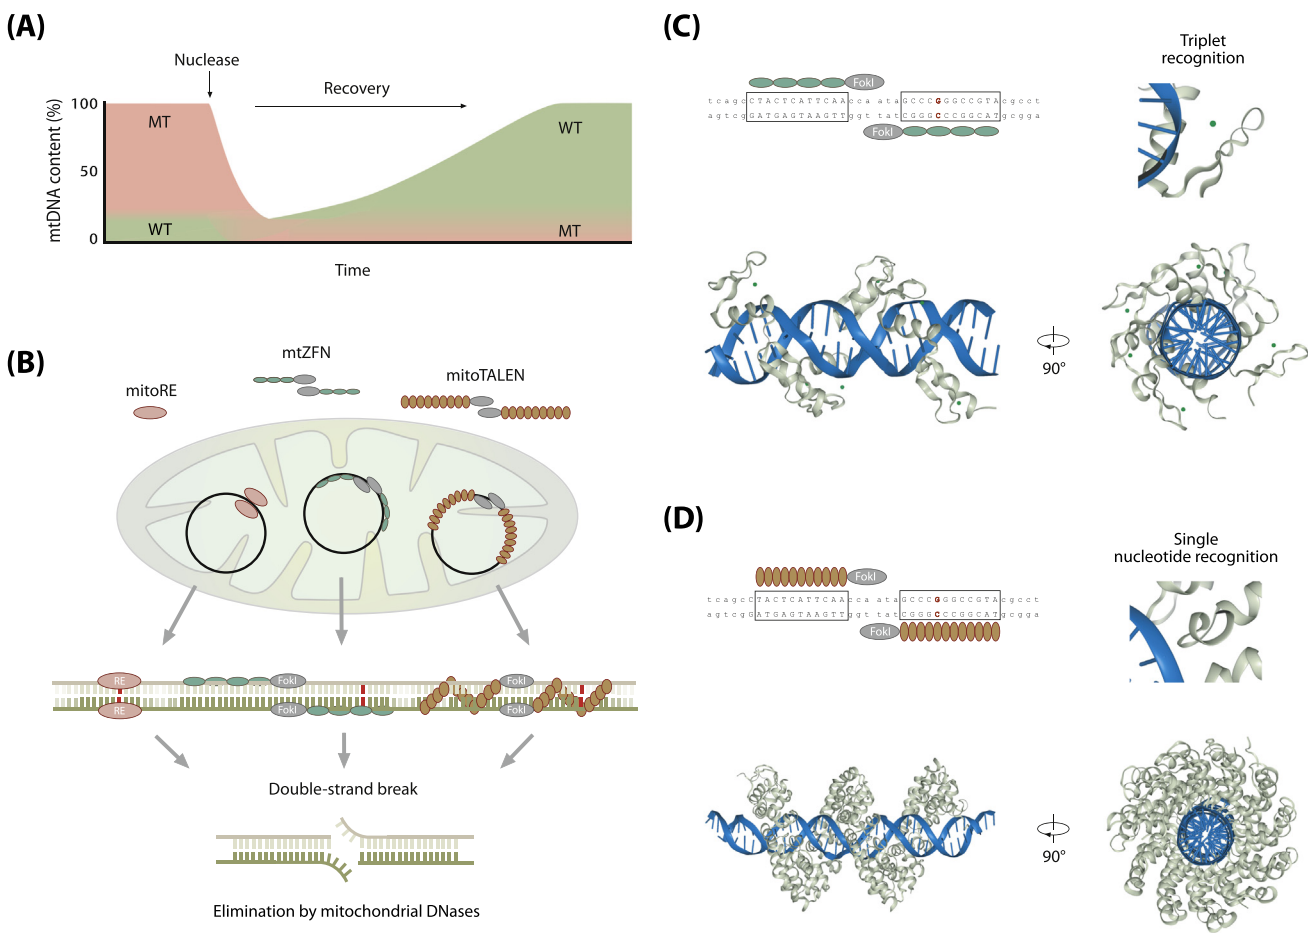 (A)
Nuclease
Recovery
mtDNA content (%)
100
50
0
MT
WT
WT
MT
Time
(B)
mitoRE
mtZFN
mitoTALEN
RE
RE
FokI
FokI
FokI
FokI
Double-strand break
Elimination by mitochondrial DNases
(C)
FokI
tcagcCTACTCATTCAAcca ataGCCCGGGCCGTAcgcct
agtcgGATGAGTAAGTTggt tatCGGGCCCGGCATgcgga
FokI
Triplet
recognition
90°
(D)
FokI
tcagcCTACTCATTCAAcca ataGCCCGGGCCGTAcgcct
agtcgGATGAGTAAGTTggt tatCGGGCCCGGCATgcgga
FokI
Single
nucleotide recognition
90°